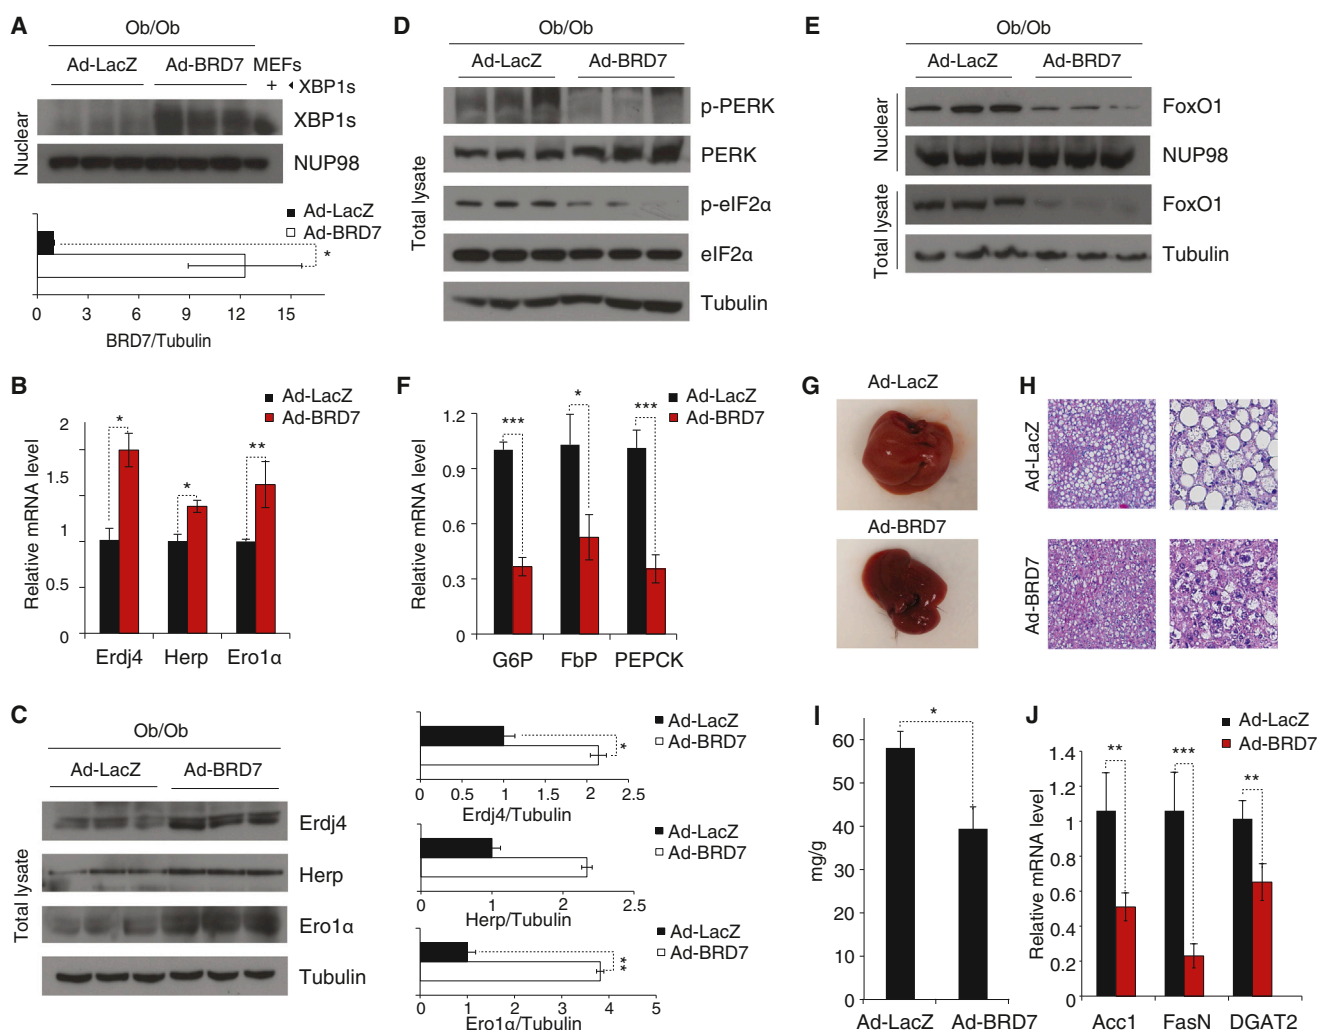 A
Ob/Ob
Ad-LacZ Ad-BRD7 MEFs
+ XBP1s
Nuclear
XBP1s
NUP98
Ad-LacZ
Ad-BRD7
*
0 3 6 9 12 15
BRD7/Tubulin
D
Ob/Ob
Ad-LacZ Ad-BRD7
Total lysate
p-PERK
PERK
p-eIF2α
eIF2α
Tubulin
E
Ob/Ob
Ad-LacZ Ad-BRD7
Nuclear
FoxO1
NUP98
Total lysate
FoxO1
Tubulin
B
Ad-LacZ
Ad-BRD7
Relative mRNA level
2
1.5
1
0.5
0
* * **
Erdj4 Herp Ero1α
F
Ad-LacZ
Ad-BRD7
Relative mRNA level
1.2
0.9
0.6
0.3
0
*** * ***
G6P FbP PEPCK
G
Ad-LacZ
Ad-BRD7
H
Ad-LacZ
Ad-BRD7
C
Ob/Ob
Ad-LacZ Ad-BRD7
Total lysate
Erdj4
Herp
Ero1α
Tubulin
Ad-LacZ
Ad-BRD7
*
0 0.5 1 1.5 2 2.5
Erdj4/Tubulin
Ad-LacZ
Ad-BRD7
0 1 2 2.5
Herp/Tubulin
Ad-LacZ
Ad-BRD7
**
0 1 2 3 4 5
Ero1α/Tubulin
I
mg/g
60
50
40
30
20
10
0
*
Ad-LacZ Ad-BRD7
J
Ad-LacZ
Ad-BRD7
Relative mRNA level
1.4
1.2
1
0.8
0.6
0.4
0.2
0
** *** **
Acc1 FasN DGAT2